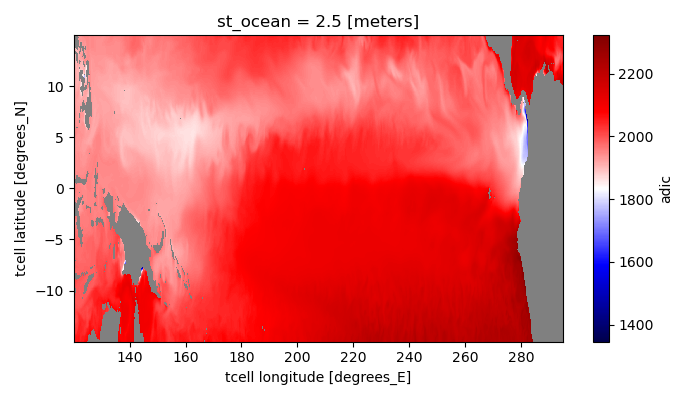 st_ocean = 2.5 [meters]
10
5
0
−5
−10
tcell latitude [degrees_N]
140 160 180 200 220 240 260 280
tcell longitude [degrees_E]
2200
2000
1800
1600
1400
adic